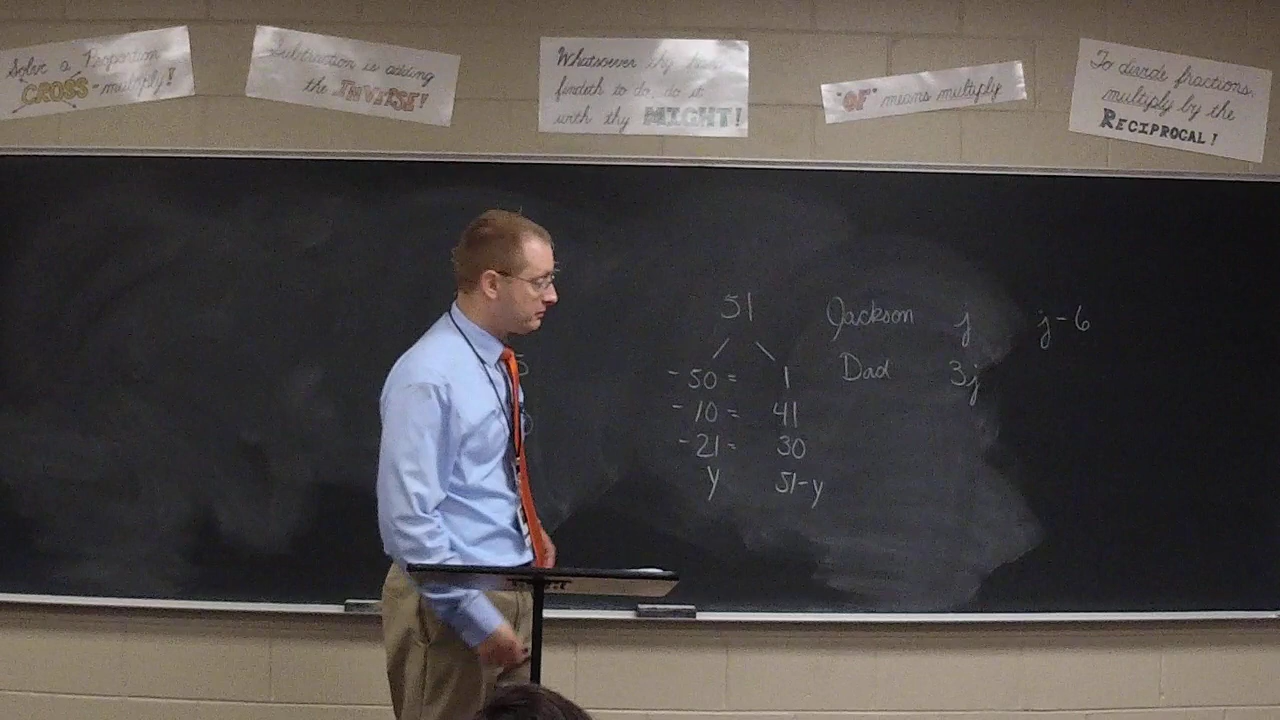 Solve a Proportion
CROSS-multiply!
Subtraction is adding
the INVERSE!
Whatsoever thy
findeth to do, do it
with thy MIGHT!
"OF" means multiply
To divide fractions,
multiply by the
RECIPROCAL!
51
-50 = 1
-10 = 41
-21 = 30
y 51-y
Jackson j j-6
Dad 3j
5